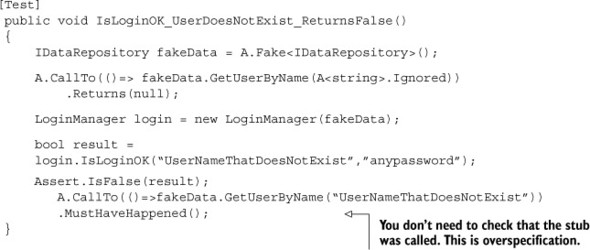 [Test]
public void IsLoginOK_UserDoesNotExist_ReturnsFalse()
{
IDataRepository fakeData = A.Fake<IDataRepository>();
A.CallTo(()=> fakeData.GetUserByName(A<string>.Ignored))
.Returns(null);
LoginManager login = new LoginManager(fakeData);
bool result =
login.IsLoginOK(“UserNameThatDoesNotExist”,”anypassword”);
Assert.IsFalse(result);
A.CallTo(()=>fakeData.GetUserByName(“UserNameThatDoesNotExist”))
.MustHaveHappened();
You don’t need to check that the stub
was called. This is overspecification.
}